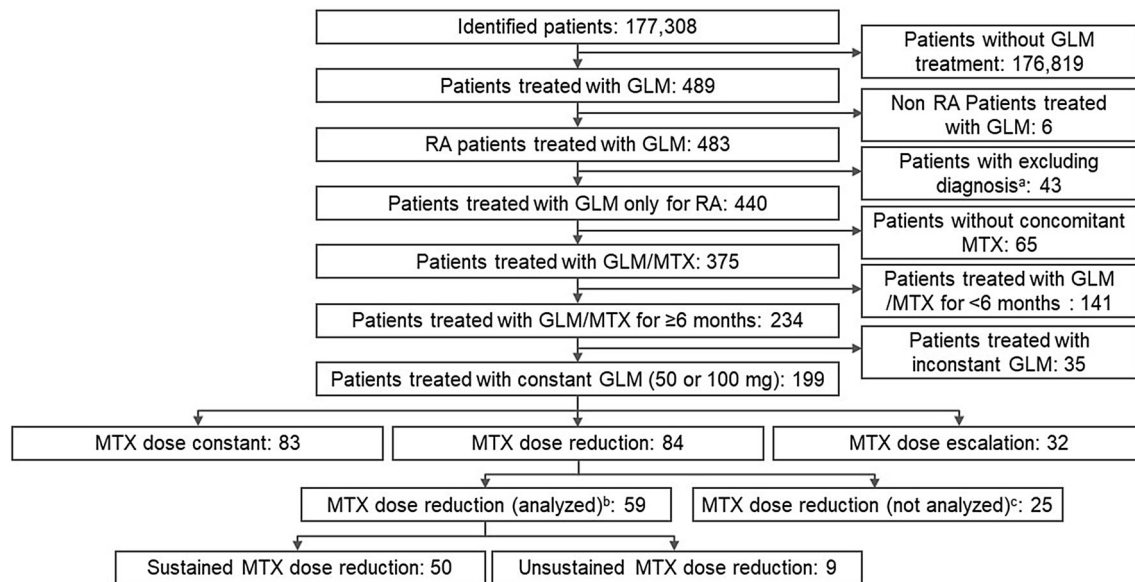 Identified patients: 177,308
Patients without GLM
treatment: 176,819
Patients treated with GLM: 489
Non RA Patients treated
with GLM: 6
RA patients treated with GLM: 483
Patients with excluding
diagnosisᵃ: 43
Patients treated with GLM only for RA: 440
Patients without concomitant
MTX: 65
Patients treated with GLM/MTX: 375
Patients treated with GLM
/MTX for <6 months : 141
Patients treated with GLM/MTX for ≥6 months: 234
Patients treated with
inconstant GLM: 35
Patients treated with constant GLM (50 or 100 mg): 199
MTX dose constant: 83
MTX dose reduction: 84
MTX dose escalation: 32
MTX dose reduction (analyzed)ᵇ: 59
MTX dose reduction (not analyzed)ᶜ: 25
Sustained MTX dose reduction: 50
Unsustained MTX dose reduction: 9